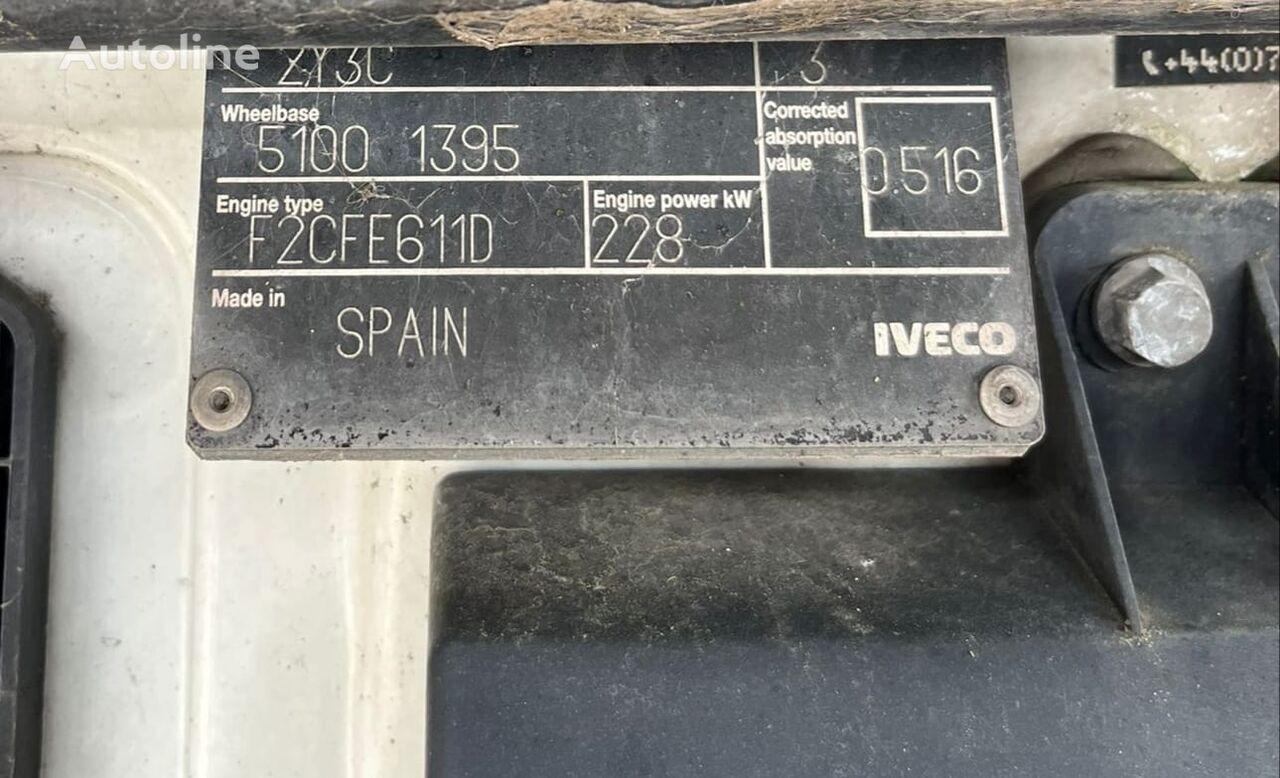 Autoline
2Y3C 3
Wheelbase
5100 1395
Corrected
absorption
value
0.516
Engine type
F2CFE611D
Engine power kW
228
Made in
SPAIN
IVECO
+44(0)7